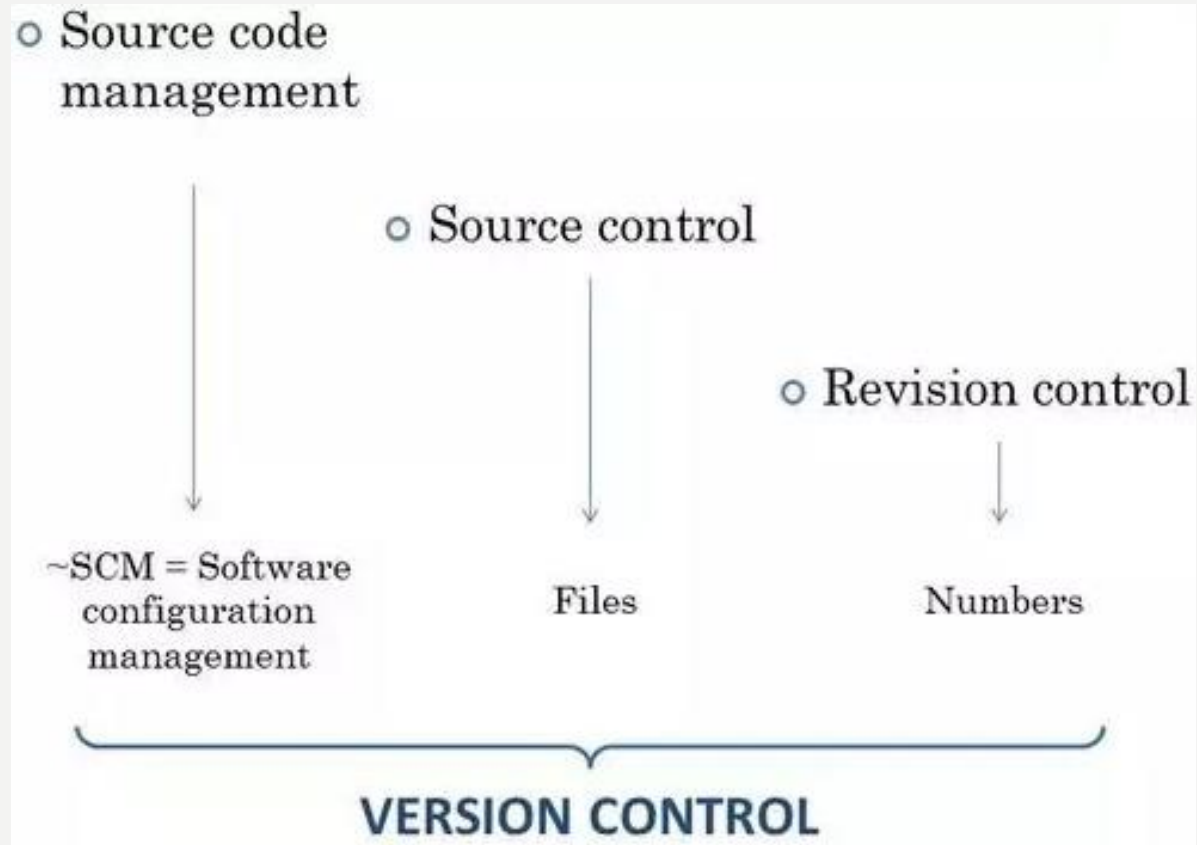 Source code
management
Source control
Revision control
~SCM = Software
configuration
management
Files
Numbers
VERSION CONTROL